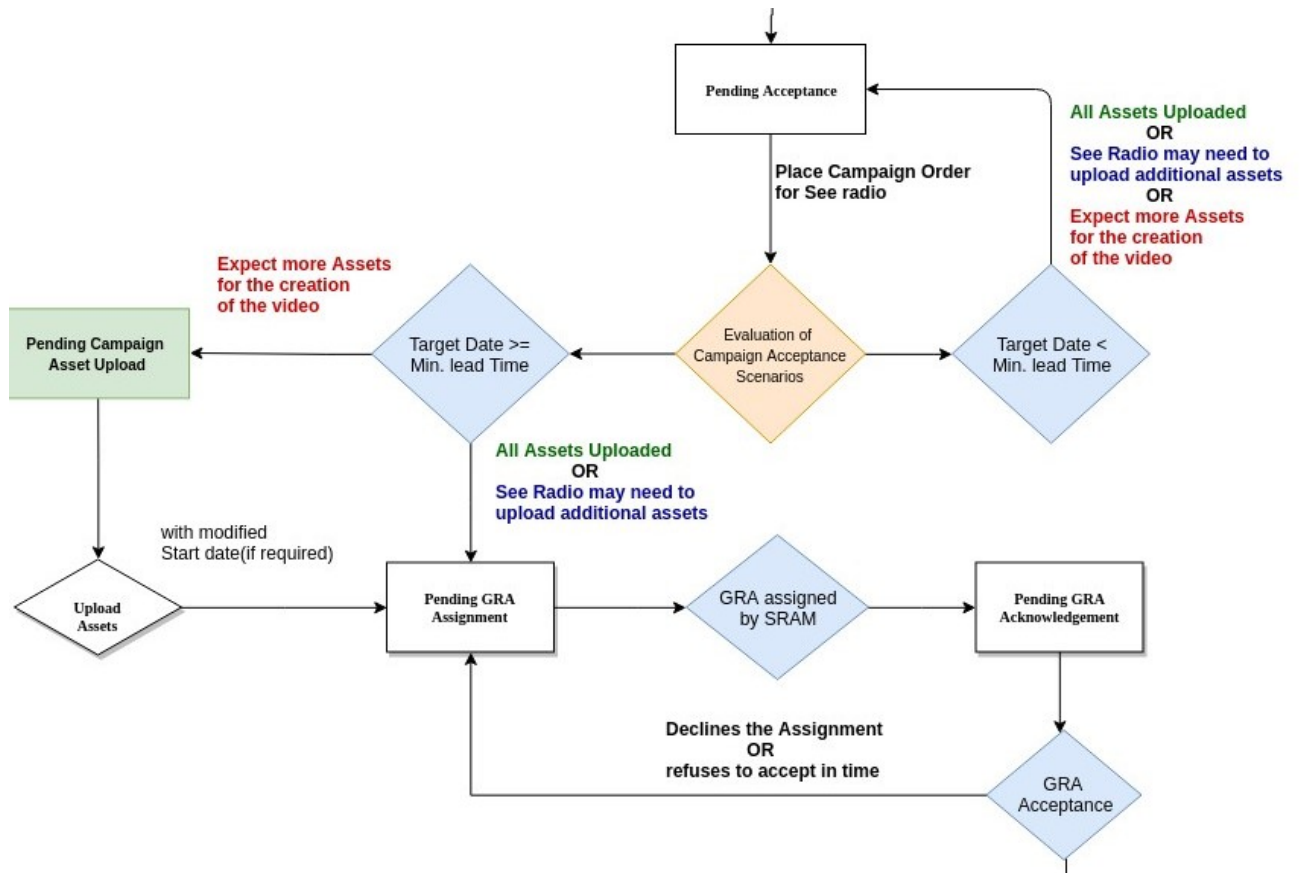 Pending Acceptance
All Assets Uploaded
OR
See Radio may need to
upload additional assets
OR
Expect more Assets
for the creation
of the video
Place Campaign Order
for See radio
Expect more Assets
for the creation
of the video
Pending Campaign
Asset Upload
Target Date >=
Min. lead Time
Evaluation of
Campaign Acceptance
Scenarios
Target Date <
Min. lead Time
All Assets Uploaded
OR
See Radio may need to
upload additional assets
with modified
Start date(if required)
Upload
Assets
Pending GRA
Assignment
GRA assigned
by SRAM
Pending GRA
Acknowledgement
Declines the Assignment
OR
refuses to accept in time
GRA
Acceptance